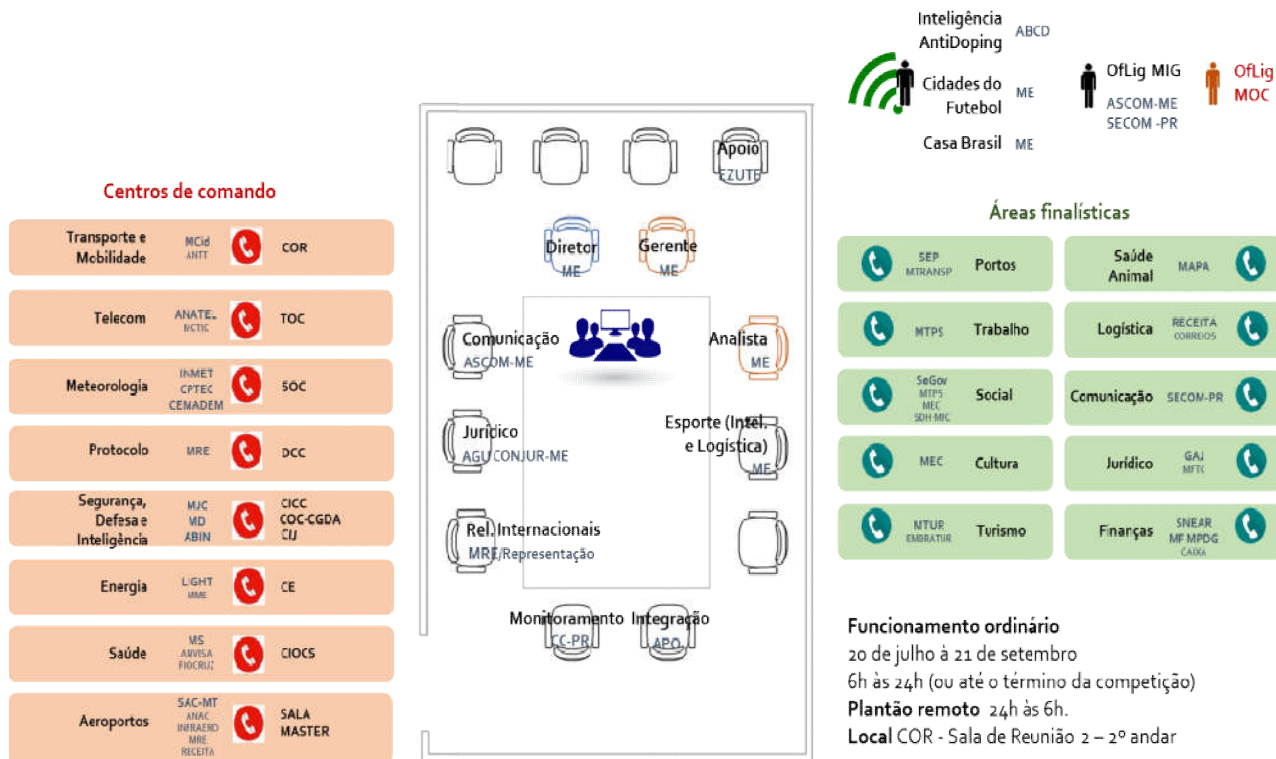 Inteligência
AntiDoping
ABCD
Cidades do
Futebol
ME
Casa Brasil
ME
OfLig MIG
ASCOM-ME
SECOM -PR
OfLig
MOC
Centros de comando
Transporte e
Mobilidade
MCid
ANTT
COR
Telecom
ANATEL
MCTIC
TOC
Meteorologia
INMET
CPTEC
CEMADEM
SOC
Protocolo
MRE
DCC
Segurança,
Defesa e
Inteligência
MJC
MD
ABIN
CICC
COC-CGDA
CIJ
Energia
LIGHT
MME
CE
Saúde
MS
ANVISA
FIOCRUZ
CIOCS
Aeroportos
SAC-MT
ANAC
INFRAERO
MRE
RECEITA
SALA
MASTER
Apoio
EZUTE
Diretor
ME
Gerente
ME
Comunicação
ASCOM-ME
Analista
ME
Jurídico
AGU CONJUR-ME
Esporte (Intel.
e Logística)
ME
Rel. Internacionais
MRE/Representação
Monitoramento
CC-PR
Integração
APO
Áreas finalísticas
SEP
MTRANSP
Portos
Saúde
Animal
MAPA
MTPS
Trabalho
Logística
RECEITA
CORREIOS
SeGov
MTPS
MEC
SDH-MJC
Social
Comunicação
SECOM-PR
MEC
Cultura
Jurídico
GAJ
MFTC
MTUR
EMBRATUR
Turismo
Finanças
SNEAR
MF MPDG
CAIXA
Funcionamento ordinário
20 de julho à 21 de setembro
6h às 24h (ou até o término da competição)
Plantão remoto 24h às 6h.
Local COR - Sala de Reunião 2 – 2º andar